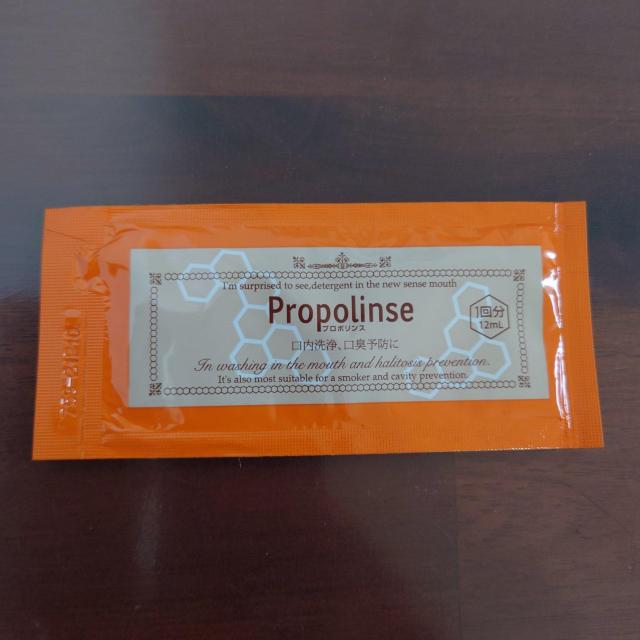 I'm surprised to see,detergent in the new sense mouth
Propolinse
プロポリンス
1回分
12mL
口内洗浄、口臭予防に
In washing in the mouth and halitosis prevention.
It's also most suitable for a smoker and cavity prevention.